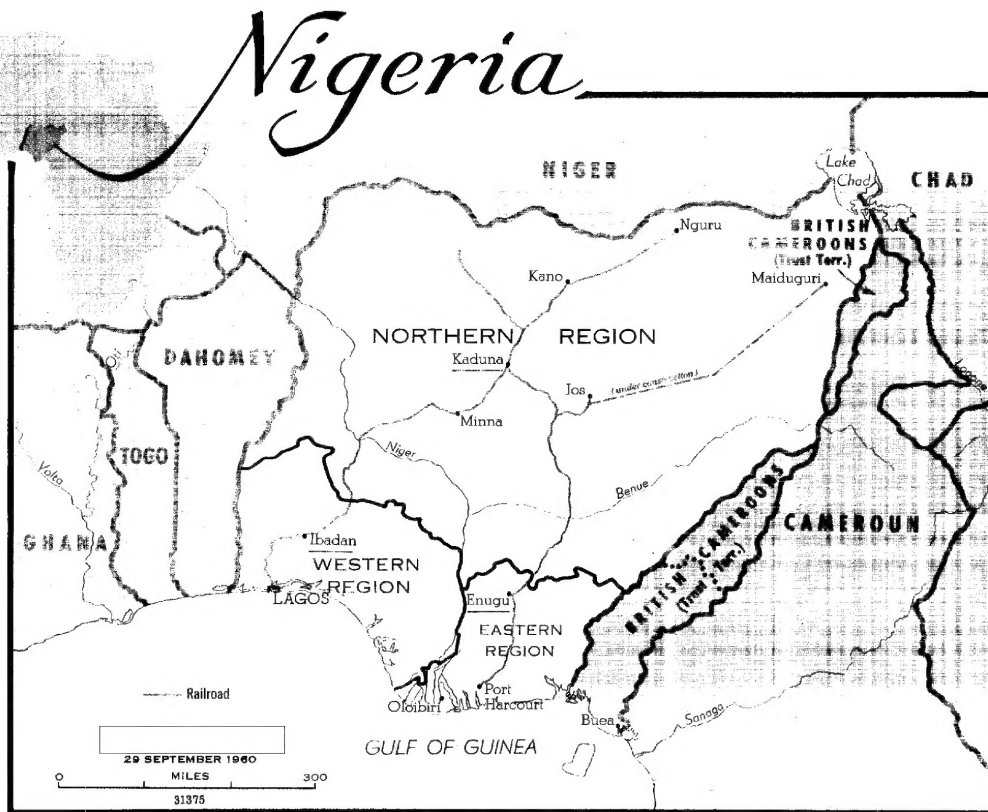 Nigeria
NIGER
Lake
Chad
CHAD
BRITISH
CAMEROONS
(Trust Terr.)
Nguru
Kano
Maiduguri
NORTHERN REGION
DAHOMEY
Kaduna
Oti
Jos
(under construction)
Logone
Minna
TOGO
Niger
Volta
Benue
BRITISH CAMEROONS
(Trust Terr.)
CAMEROUN
GHANA
Ibadan
WESTERN
REGION
LAGOS
Enugu
EASTERN
REGION
Port
Harcourt
Oloibiri
Buea
Sanaga
GULF OF GUINEA
Railroad
29 SEPTEMBER 1960
MILES
0 300
31375